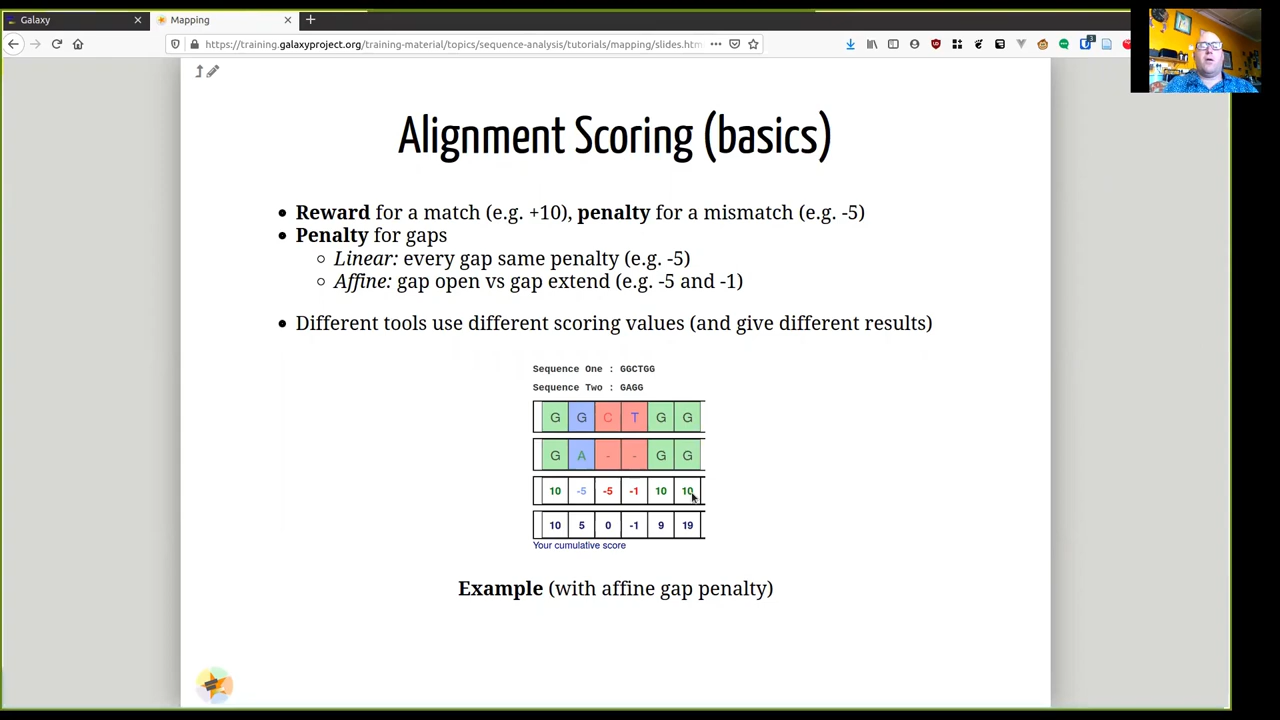 Galaxy
Mapping
https://training.galaxyproject.org/training-material/topics/sequence-analysis/tutorials/mapping/slides.htm
Alignment Scoring (basics)
Reward for a match (e.g. +10), penalty for a mismatch (e.g. -5)
Penalty for gaps
Linear: every gap same penalty (e.g. -5)
Affine: gap open vs gap extend (e.g. -5 and -1)
Different tools use different scoring values (and give different results)
Sequence One : GGCTGG
Sequence Two : GAGG
G G C T G G
G A - - G G
10 -5 -5 -1 10 10
10 5 0 -1 9 19
Your cumulative score
Example (with affine gap penalty)